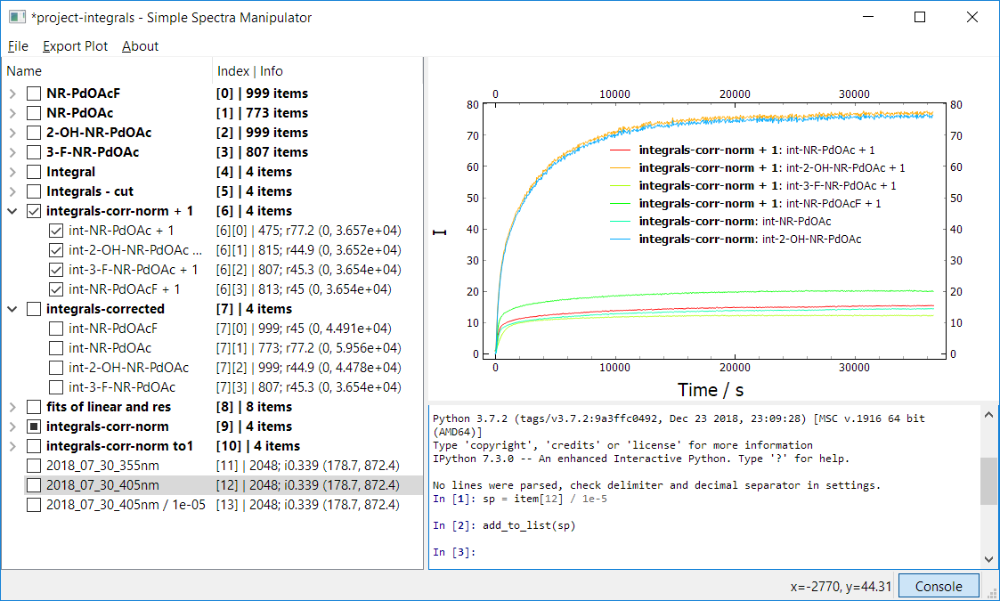 *project-integrals - Simple Spectra Manipulator
File Export Plot About
Name Index | Info
NR-PdOAcF [0] | 999 items
NR-PdOAc [1] | 773 items
2-OH-NR-PdOAc [2] | 999 items
3-F-NR-PdOAc [3] | 807 items
Integral [4] | 4 items
Integrals - cut [5] | 4 items
integrals-corr-norm + 1 [6] | 4 items
int-NR-PdOAc + 1 [6][0] | 475; r77.2 (0, 3.657e+04)
int-2-OH-NR-PdOAc ... [6][1] | 815; r44.9 (0, 3.652e+04)
int-3-F-NR-PdOAc + 1 [6][2] | 807; r45.3 (0, 3.654e+04)
int-NR-PdOAcF + 1 [6][3] | 813; r45 (0, 3.654e+04)
integrals-corrected [7] | 4 items
int-NR-PdOAcF [7][0] | 999; r45 (0, 4.491e+04)
int-NR-PdOAc [7][1] | 773; r77.2 (0, 5.956e+04)
int-2-OH-NR-PdOAc [7][2] | 999; r44.9 (0, 4.478e+04)
int-3-F-NR-PdOAc [7][3] | 807; r45.3 (0, 3.654e+04)
fits of linear and res [8] | 8 items
integrals-corr-norm [9] | 4 items
integrals-corr-norm to1 [10] | 4 items
2018_07_30_355nm [11] | 2048; i0.339 (178.7, 872.4)
2018_07_30_405nm [12] | 2048; i0.339 (178.7, 872.4)
2018_07_30_405nm / 1e-05 [13] | 2048; i0.339 (178.7, 872.4)
0 10000 20000 30000
80 80
70 70
60 60
50 50
40 40
30 30
20 20
10 10
0 0
I
integrals-corr-norm + 1: int-NR-PdOAc + 1
integrals-corr-norm + 1: int-2-OH-NR-PdOAc + 1
integrals-corr-norm + 1: int-3-F-NR-PdOAc + 1
integrals-corr-norm + 1: int-NR-PdOAcF + 1
integrals-corr-norm: int-NR-PdOAc
integrals-corr-norm: int-2-OH-NR-PdOAc
0 10000 20000 30000
Time / s
Python 3.7.2 (tags/v3.7.2:9a3ffc0492, Dec 23 2018, 23:09:28) [MSC v.1916 64 bit
(AMD64)]
Type 'copyright', 'credits' or 'license' for more information
IPython 7.3.0 -- An enhanced Interactive Python. Type '?' for help.
No lines were parsed, check delimiter and decimal separator in settings.
In [1]: sp = item[12] / 1e-5
In [2]: add_to_list(sp)
In [3]:
x=-2770, y=44.31 Console